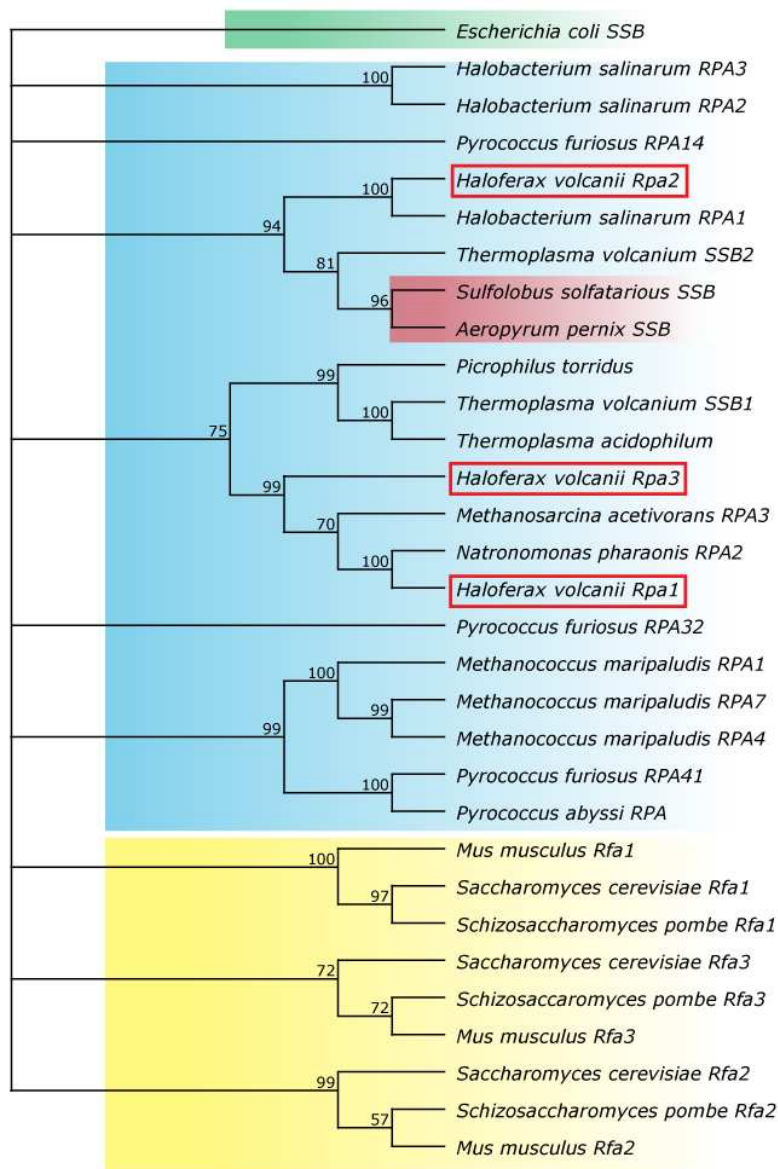 Escherichia coli SSB
100
Halobacterium salinarum RPA3
Halobacterium salinarum RPA2
Pyrococcus furiosus RPA14
94
100
Haloferax volcanii Rpa2
Halobacterium salinarum RPA1
81
Thermoplasma volcanium SSB2
96
Sulfolobus solfatarious SSB
Aeropyrum pernix SSB
75
99
Picrophilus torridus
100
Thermoplasma volcanium SSB1
Thermoplasma acidophilum
99
Haloferax volcanii Rpa3
70
Methanosarcina acetivorans RPA3
100
Natronomonas pharaonis RPA2
Haloferax volcanii Rpa1
Pyrococcus furiosus RPA32
99
100
Methanococcus maripaludis RPA1
99
Methanococcus maripaludis RPA7
Methanococcus maripaludis RPA4
100
Pyrococcus furiosus RPA41
Pyrococcus abyssi RPA
100
Mus musculus Rfa1
97
Saccharomyces cerevisiae Rfa1
Schizosaccharomyces pombe Rfa1
72
Saccharomyces cerevisiae Rfa3
72
Schizosaccaromyces pombe Rfa3
Mus musculus Rfa3
99
Saccharomyces cerevisiae Rfa2
57
Schizosaccharomyces pombe Rfa2
Mus musculus Rfa2